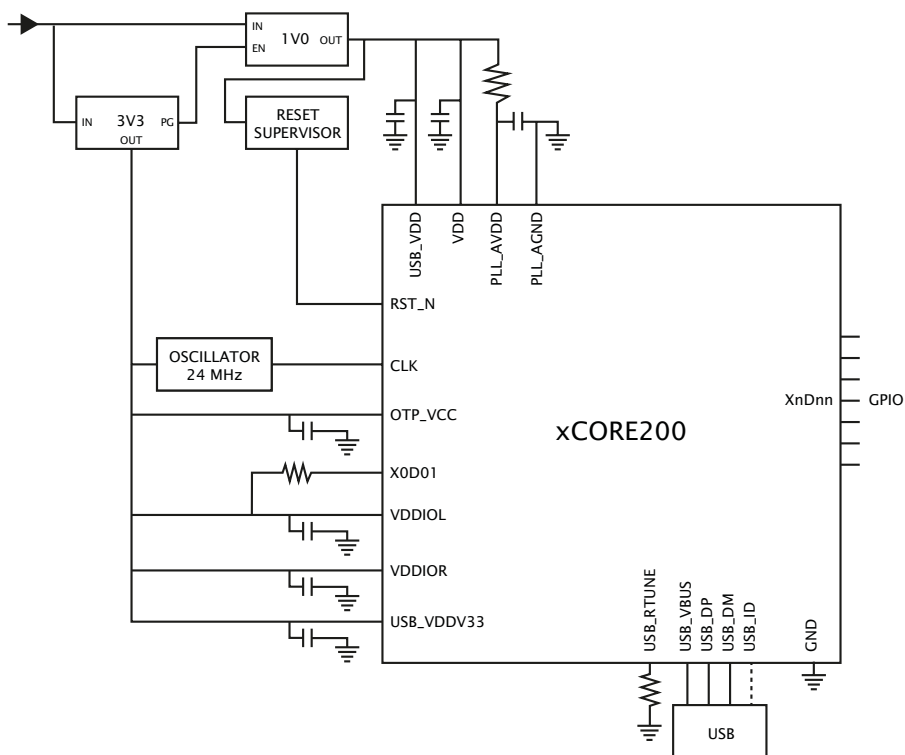 IN
EN
1V0
OUT
IN
3V3
PG
OUT
RESET
SUPERVISOR
USB_VDD
VDD
PLL_AVDD
PLL_AGND
RST_N
OSCILLATOR
24 MHz
CLK
OTP_VCC
X0D01
VDDIOL
VDDIOR
USB_VDDV33
xCORE200
XnDnn
GPIO
USB_RTUNE
USB_VBUS
USB_DP
USB_DM
USB_ID
GND
USB